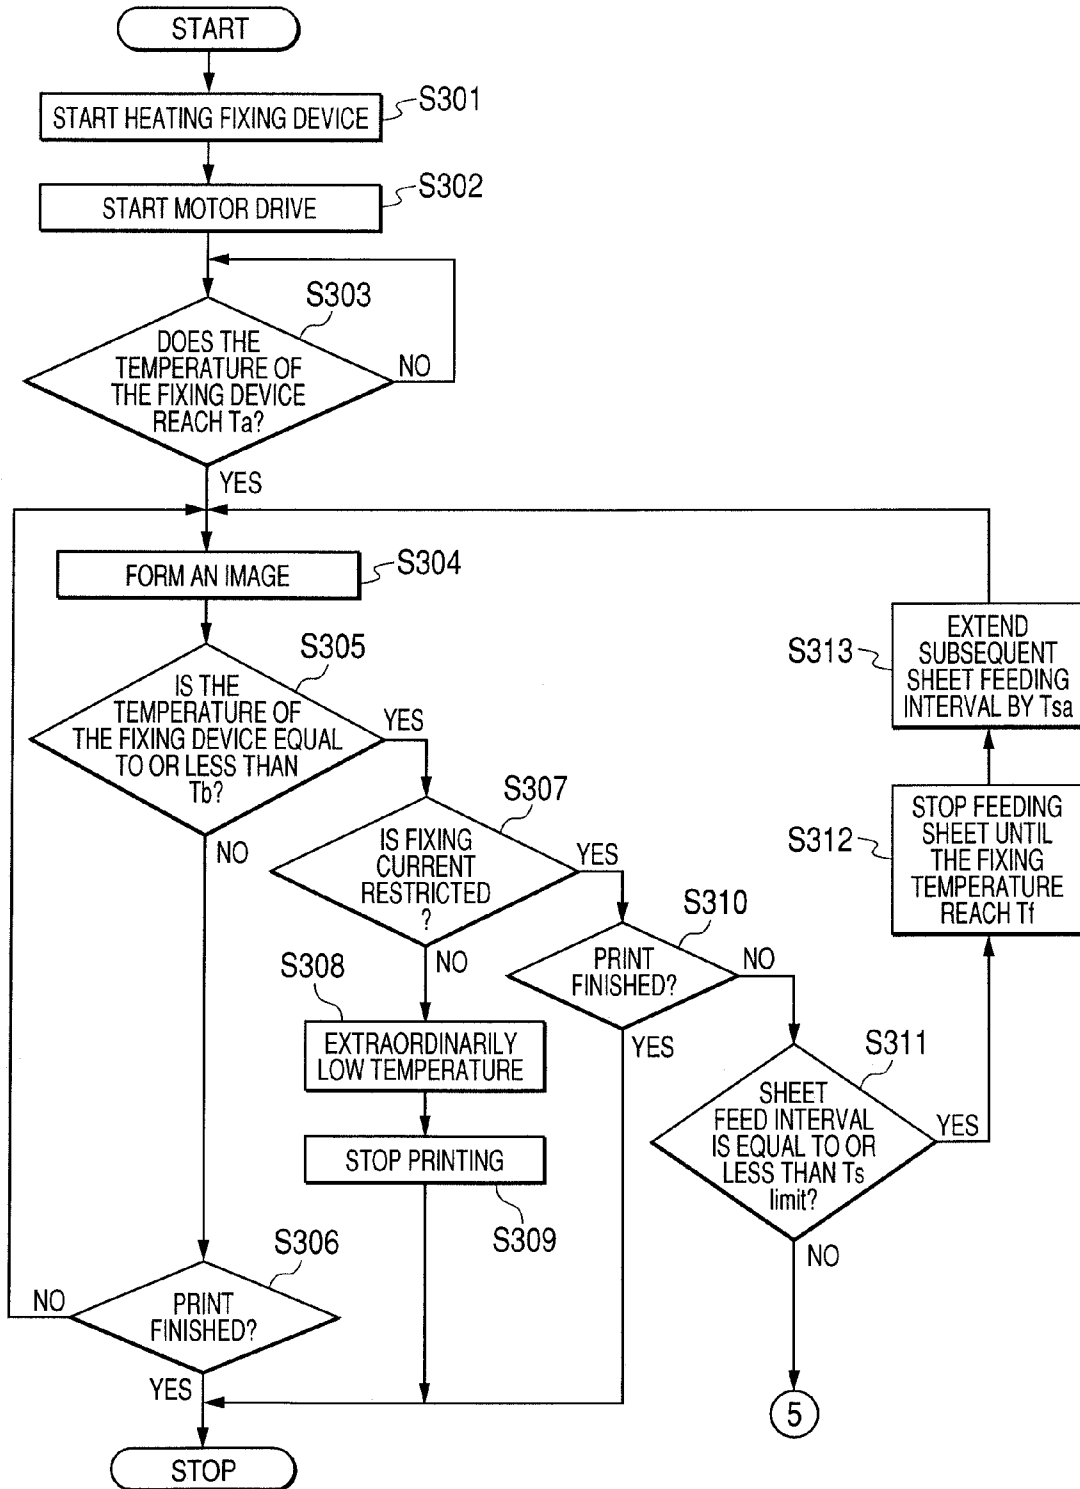 START
START HEATING FIXING DEVICE
S301
START MOTOR DRIVE
S302
S303
DOES THE
TEMPERATURE OF
THE FIXING DEVICE
REACH Ta?
NO
YES
FORM AN IMAGE
S304
S305
IS THE
TEMPERATURE OF
THE FIXING DEVICE EQUAL
TO OR LESS THAN
Tb?
YES
NO
S307
IS FIXING
CURRENT
RESTRICTED
?
YES
NO
S308
EXTRAORDINARILY
LOW TEMPERATURE
STOP PRINTING
S309
S310
PRINT
FINISHED?
NO
YES
S311
SHEET
FEED INTERVAL
IS EQUAL TO OR
LESS THAN Ts
limit?
YES
NO
S312
STOP FEEDING
SHEET UNTIL
THE FIXING
TEMPERATURE
REACH Tf
S313
EXTEND
SUBSEQUENT
SHEET FEEDING
INTERVAL BY Tsa
S306
PRINT
FINISHED?
NO
YES
5
STOP